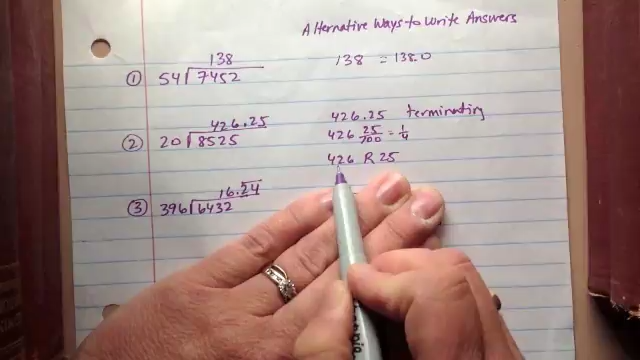 Alternative Ways to Write Answers
138
① 54 7452
138 = 138.0
426.25
② 20 8525
426.25 terminating
426 25/100 = 1/4
426 R 25
16.24
③ 396 6432